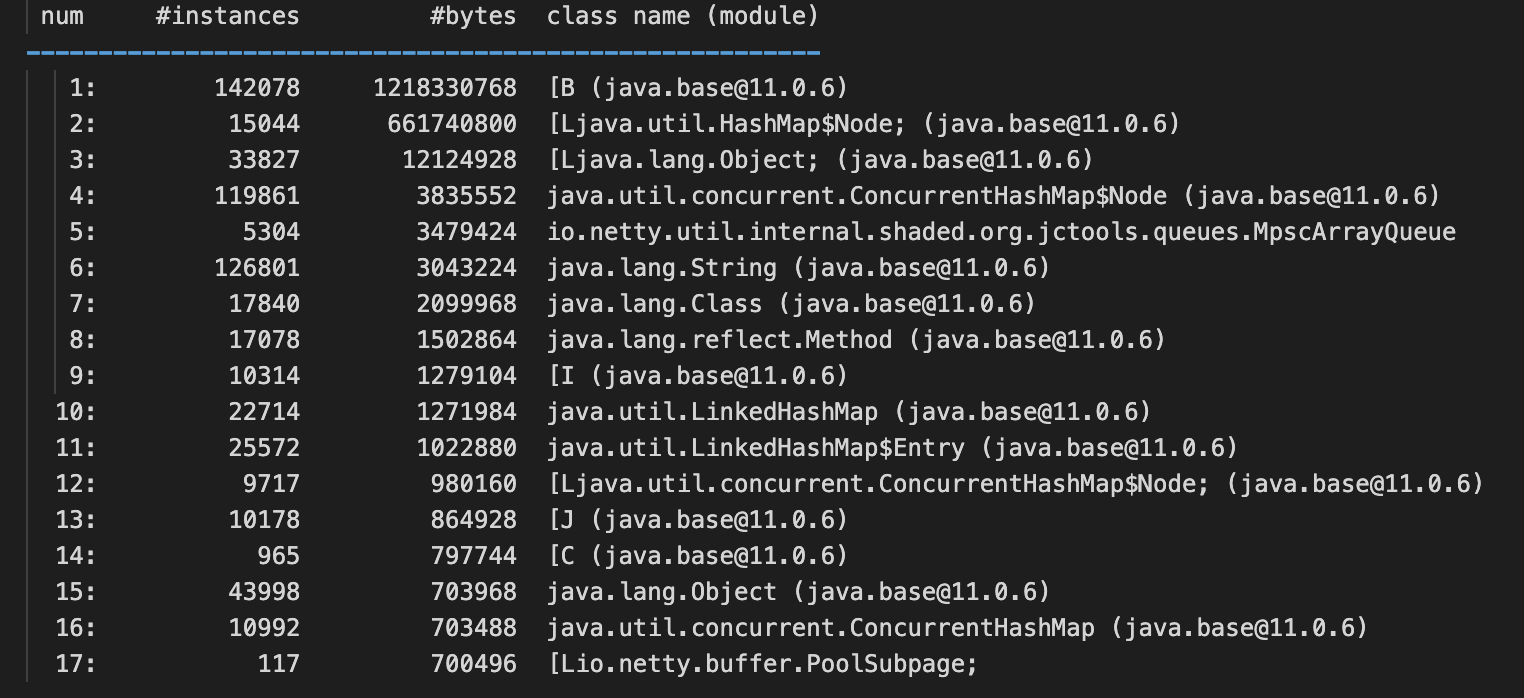 num #instances #bytes class name (module)
-------------------------------------------------------
1: 142078 1218330768 [B (java.base@11.0.6)
2: 15044 661740800 [Ljava.util.HashMap$Node; (java.base@11.0.6)
3: 33827 12124928 [Ljava.lang.Object; (java.base@11.0.6)
4: 119861 3835552 java.util.concurrent.ConcurrentHashMap$Node (java.base@11.0.6)
5: 5304 3479424 io.netty.util.internal.shaded.org.jctools.queues.MpscArrayQueue
6: 126801 3043224 java.lang.String (java.base@11.0.6)
7: 17840 2099968 java.lang.Class (java.base@11.0.6)
8: 17078 1502864 java.lang.reflect.Method (java.base@11.0.6)
9: 10314 1279104 [I (java.base@11.0.6)
10: 22714 1271984 java.util.LinkedHashMap (java.base@11.0.6)
11: 25572 1022880 java.util.LinkedHashMap$Entry (java.base@11.0.6)
12: 9717 980160 [Ljava.util.concurrent.ConcurrentHashMap$Node; (java.base@11.0.6)
13: 10178 864928 [J (java.base@11.0.6)
14: 965 797744 [C (java.base@11.0.6)
15: 43998 703968 java.lang.Object (java.base@11.0.6)
16: 10992 703488 java.util.concurrent.ConcurrentHashMap (java.base@11.0.6)
17: 117 700496 [Lio.netty.buffer.PoolSubpage;